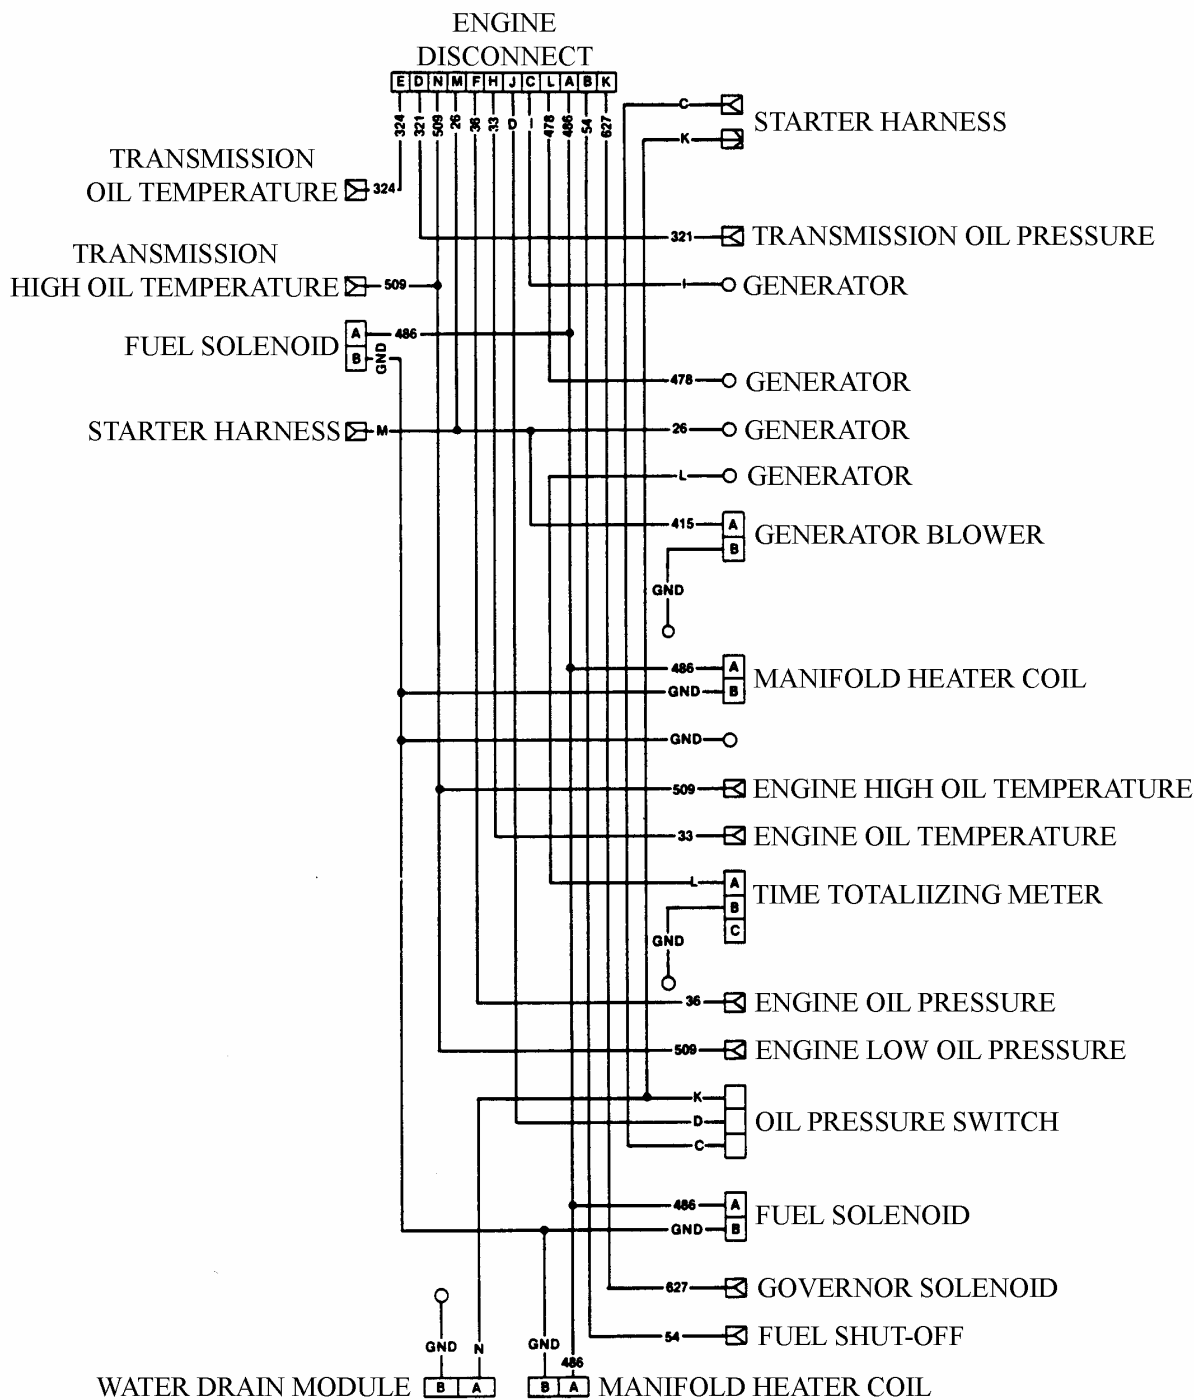 ENGINE
DISCONNECT
E D N M F H J C L A B K
324 321 509 26 36 33 D I 478 486 54 627
C
STARTER HARNESS
K
TRANSMISSION
OIL TEMPERATURE 324
321 TRANSMISSION OIL PRESSURE
TRANSMISSION
HIGH OIL TEMPERATURE 509
I GENERATOR
FUEL SOLENOID A 486
B GND
478 GENERATOR
STARTER HARNESS M
26 GENERATOR
L GENERATOR
415 A
GENERATOR BLOWER
B
GND
486 A
MANIFOLD HEATER COIL
GND B
GND
509 ENGINE HIGH OIL TEMPERATURE
33 ENGINE OIL TEMPERATURE
L A
TIME TOTALIIZING METER
B
C
GND
36 ENGINE OIL PRESSURE
509 ENGINE LOW OIL PRESSURE
K
D OIL PRESSURE SWITCH
C
486 A
FUEL SOLENOID
GND B
627 GOVERNOR SOLENOID
54 FUEL SHUT-OFF
GND N GND 486
WATER DRAIN MODULE B A B A MANIFOLD HEATER COIL